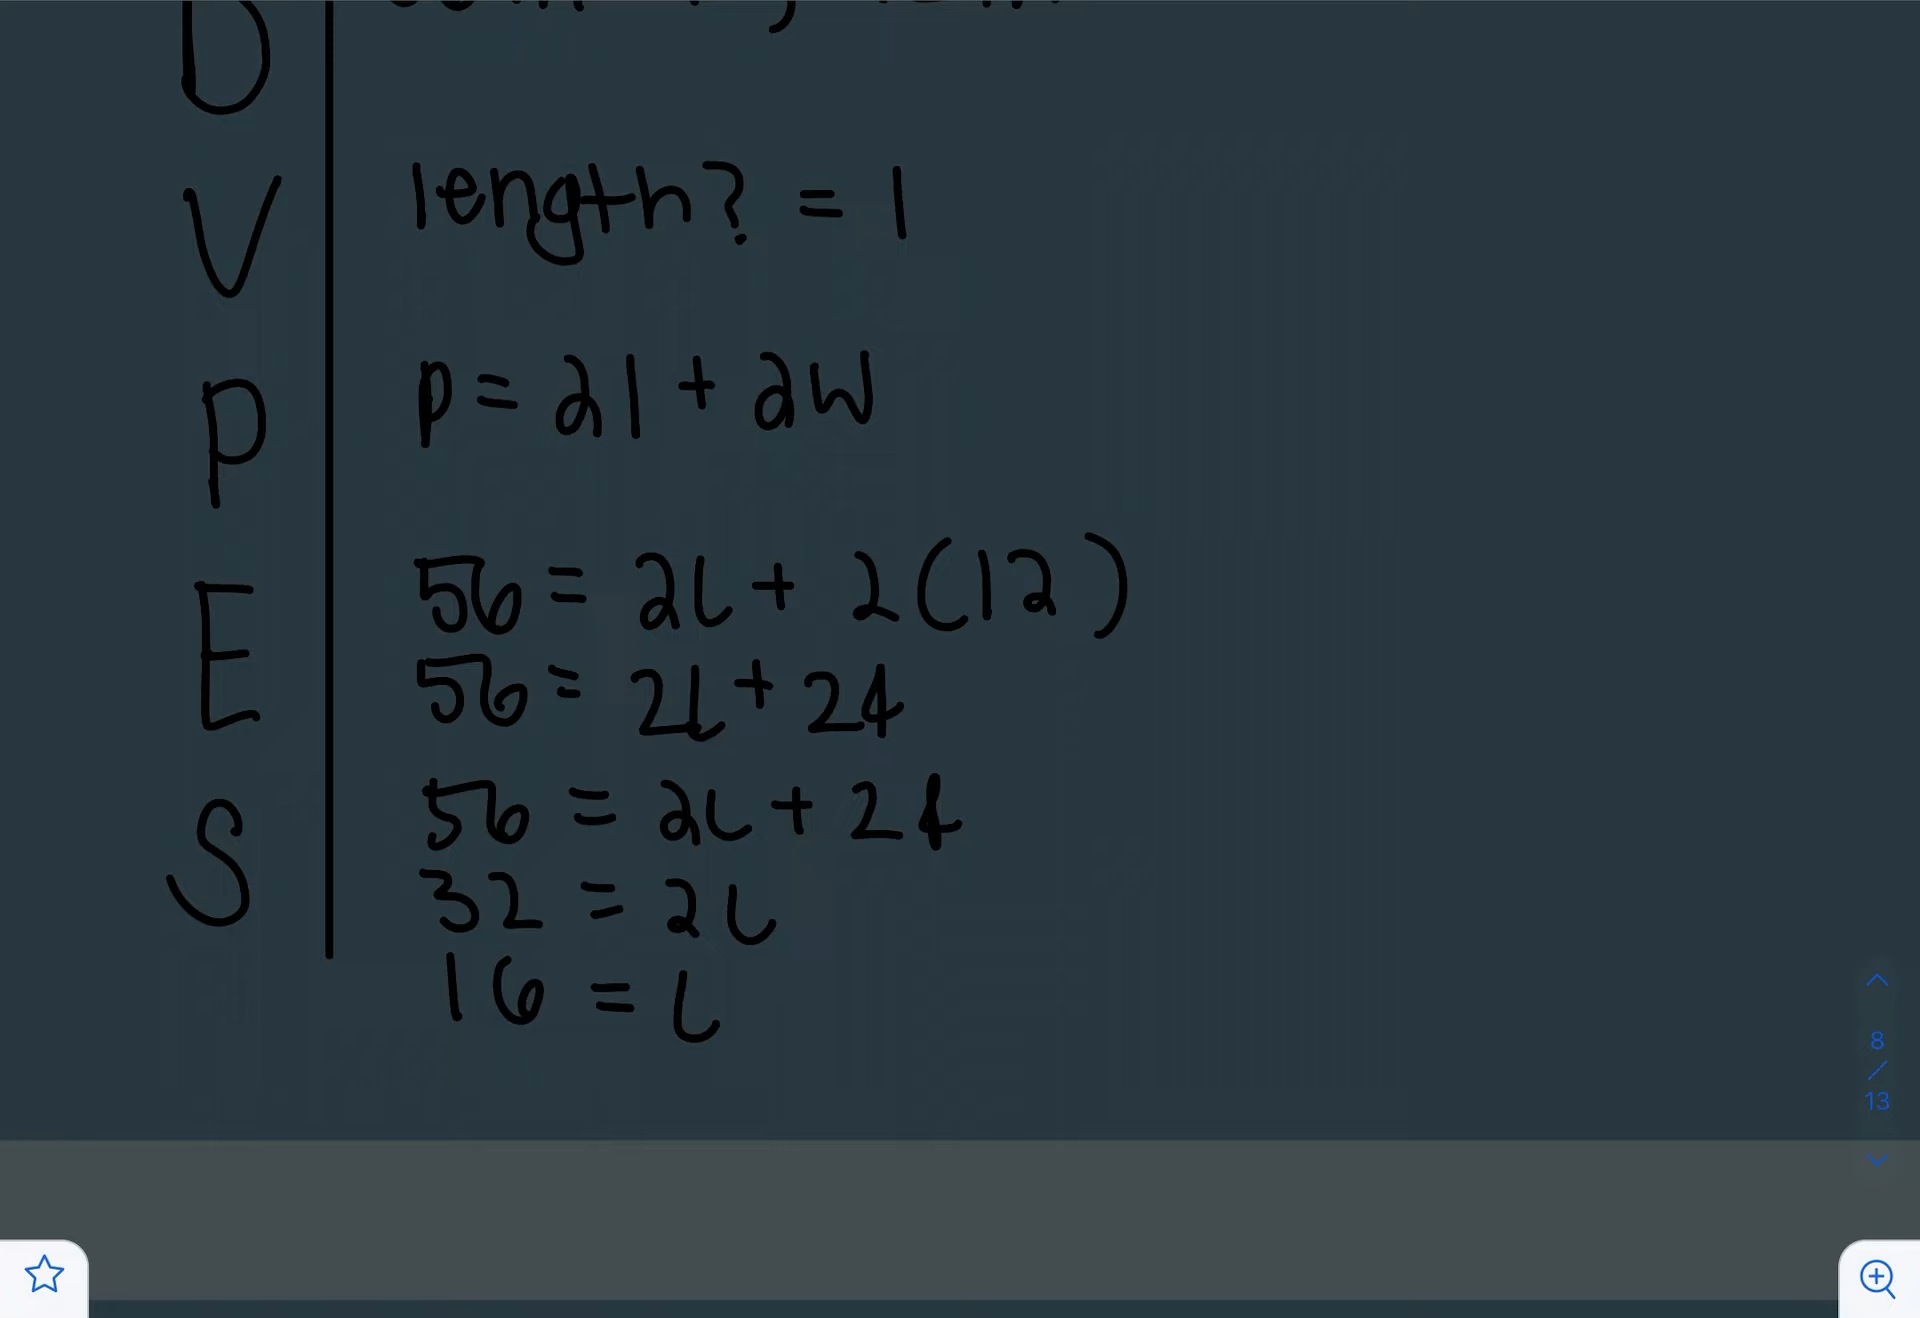 D
V length? = l
P p = 2l + 2w
E 56 = 2l + 2(12)
56 = 2l + 24
S 56 = 2l + 24
32 = 2l
16 = l
8
/
13